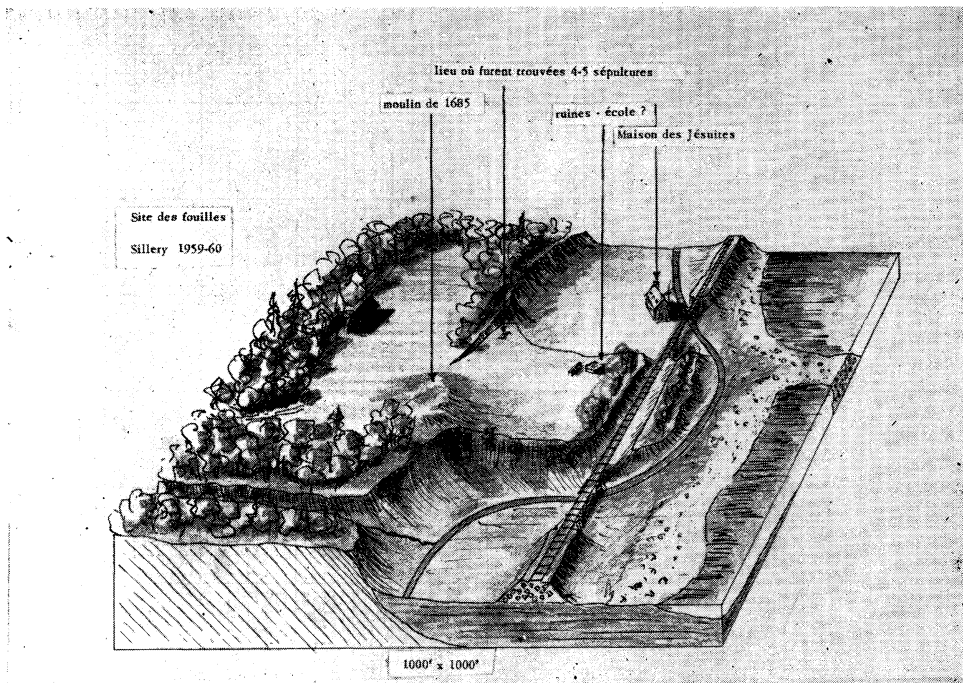 lieu où furent trouvées 4-5 sépultures
moulin de 1685
ruines - école ?
Maison des Jésuites
Site des fouilles
Sillery 1959-60
1000' x 1000'